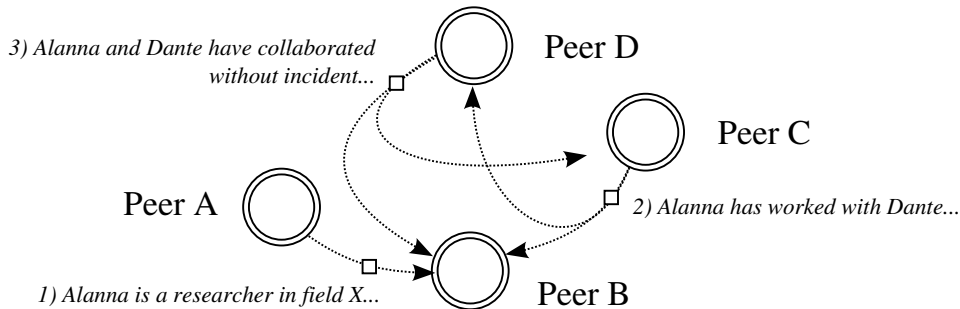 3) Alanna and Dante have collaborated
without incident...
Peer D
Peer C
Peer A
2) Alanna has worked with Dante...
1) Alanna is a researcher in field X...
Peer B